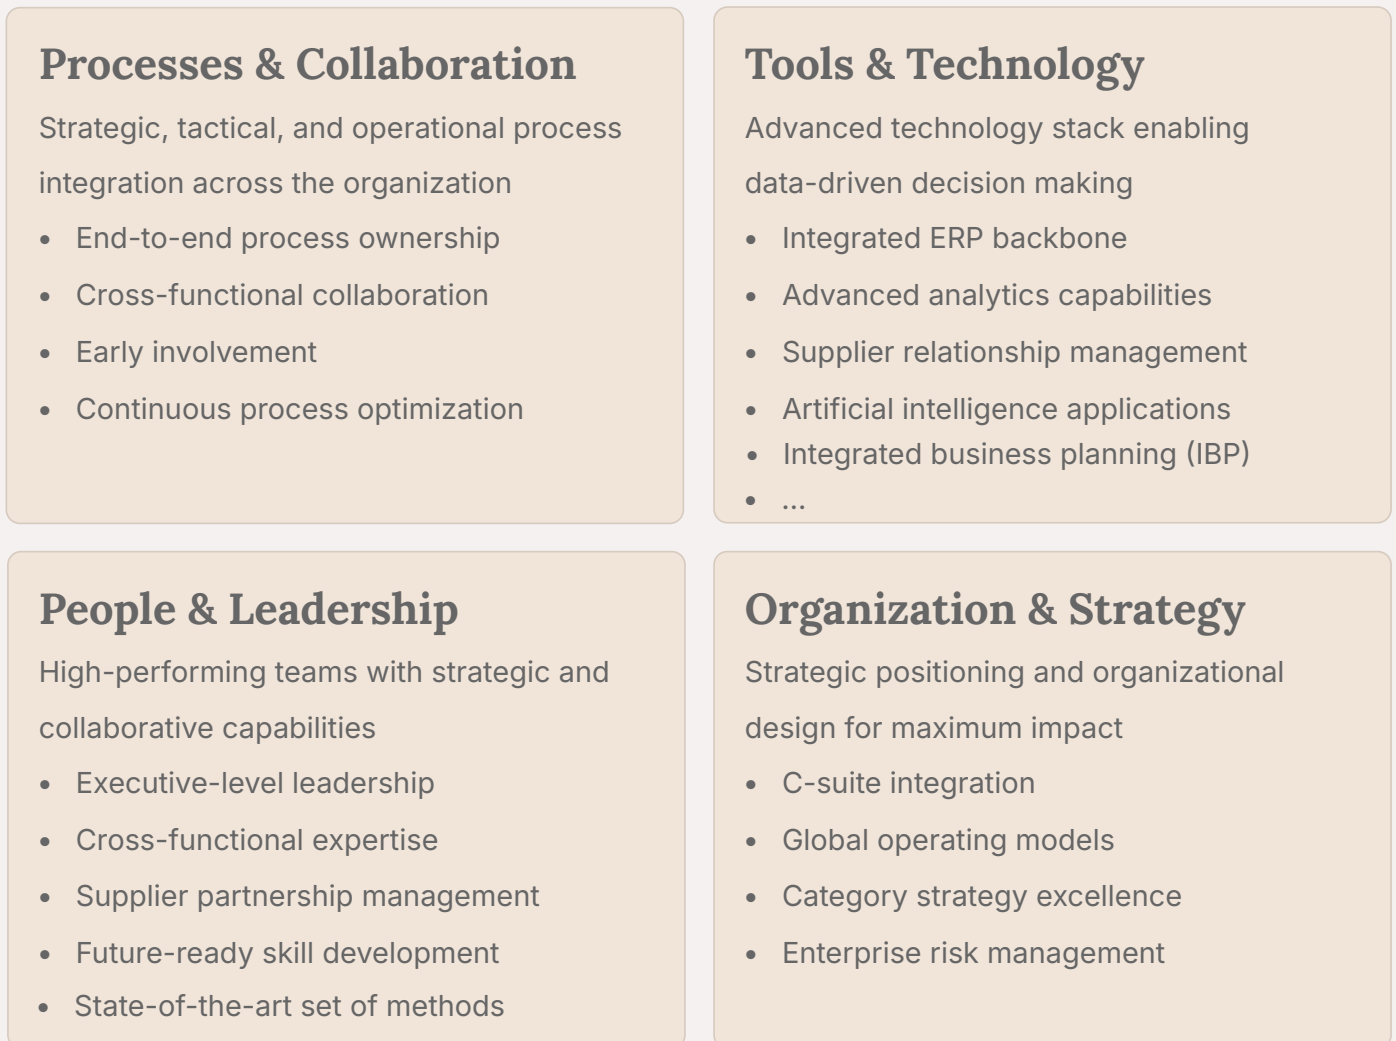 Processes & Collaboration
Strategic, tactical, and operational process
integration across the organization
• End-to-end process ownership
• Cross-functional collaboration
• Early involvement
• Continuous process optimization
Tools & Technology
Advanced technology stack enabling
data-driven decision making
• Integrated ERP backbone
• Advanced analytics capabilities
• Supplier relationship management
• Artificial intelligence applications
• Integrated business planning (IBP)
• ...
People & Leadership
High-performing teams with strategic and
collaborative capabilities
• Executive-level leadership
• Cross-functional expertise
• Supplier partnership management
• Future-ready skill development
• State-of-the-art set of methods
Organization & Strategy
Strategic positioning and organizational
design for maximum impact
• C-suite integration
• Global operating models
• Category strategy excellence
• Enterprise risk management